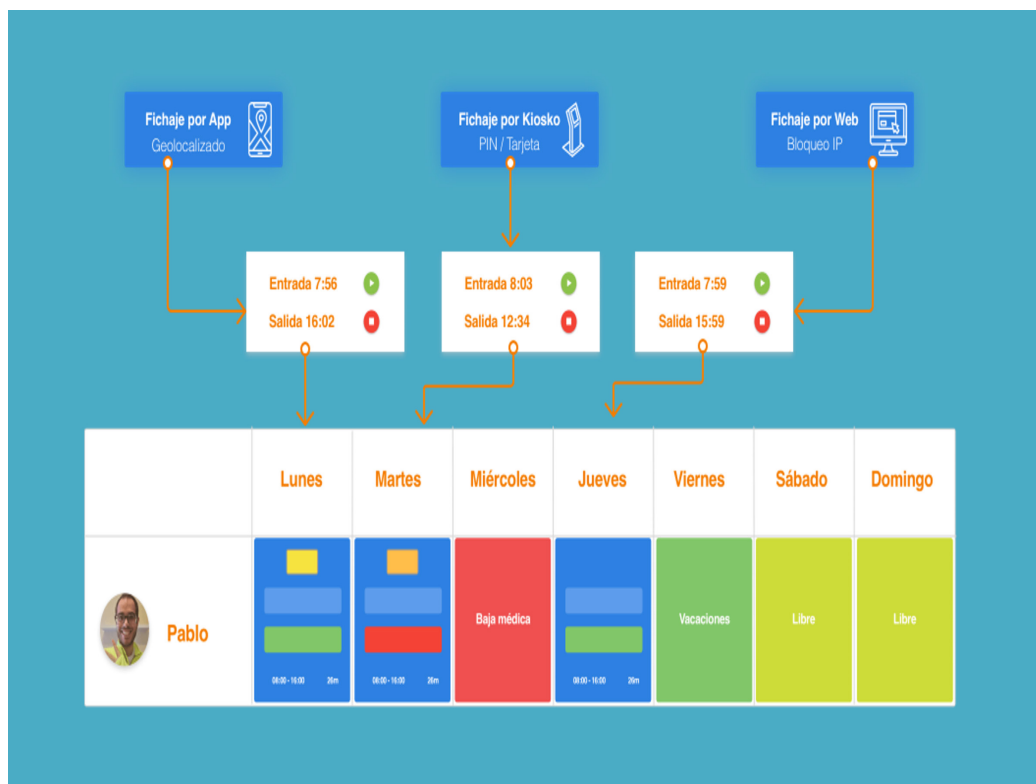 Fichaje por App
Geolocalizado
Fichaje por Kiosko
PIN / Tarjeta
Fichaje por Web
Bloqueo IP
Entrada 7:56
Salida 16:02
Entrada 8:03
Salida 12:34
Entrada 7:59
Salida 15:59
Lunes
Martes
Miércoles
Jueves
Viernes
Sábado
Domingo
Pablo
08:00 - 16:00
26m
08:00 - 16:00
26m
Baja médica
08:00 - 16:00
26m
Vacaciones
Libre
Libre